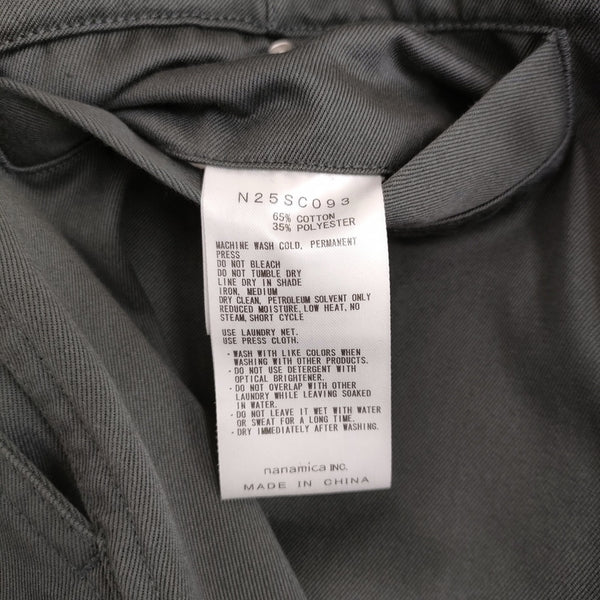 N25SC093
65% COTTON
35% POLYESTER
MACHINE WASH COLD, PERMANENT
PRESS
DO NOT BLEACH
DO NOT TUMBLE DRY
LINE DRY IN SHADE
IRON, MEDIUM
DRY CLEAN, PETROLEUM SOLVENT ONLY
REDUCED MOISTURE, LOW HEAT, NO
STEAM, SHORT CYCLE
USE LAUNDRY NET.
USE PRESS CLOTH.
· WASH WITH LIKE COLORS WHEN
WASHING WITH OTHER PRODUCTS.
· DO NOT USE DETERGENT WITH
OPTICAL BRIGHTENER.
· DO NOT OVERLAP WITH OTHER
LAUNDRY WHILE LEAVING SOAKED
IN WATER.
· DO NOT LEAVE IT WET WITH WATER
OR SWEAT FOR A LONG TIME.
· DRY IMMEDIATELY AFTER WASHING.
nanamica INC.
MADE IN CHINA